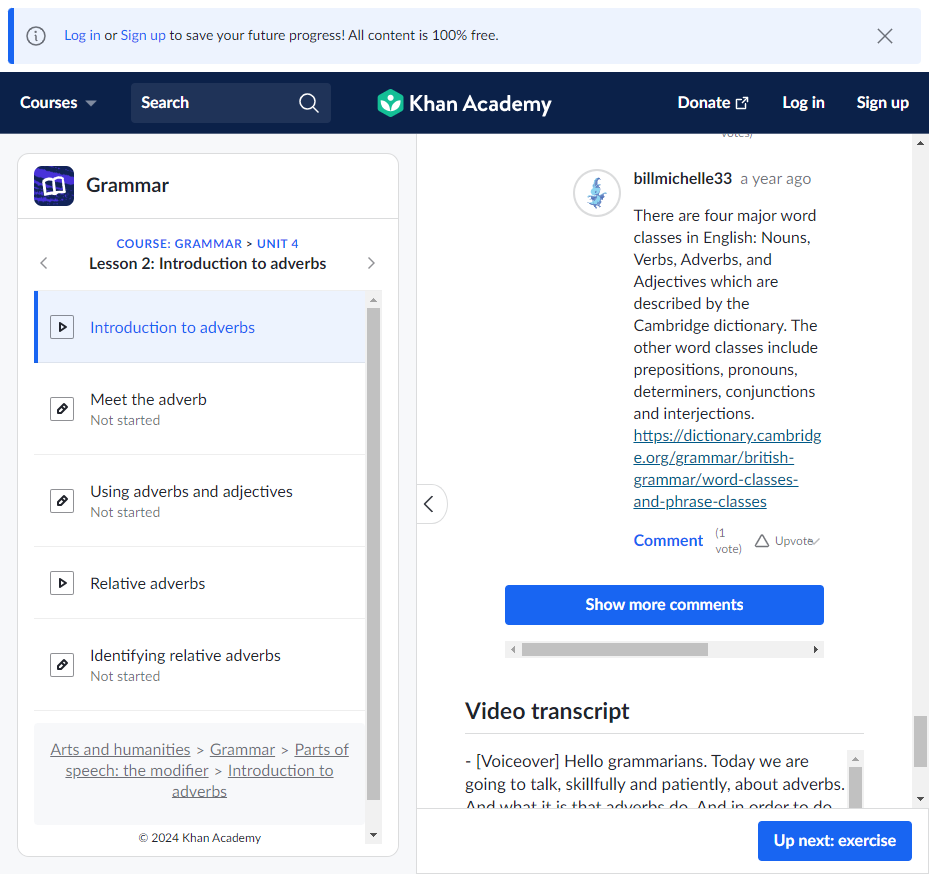 Log in or Sign up to save your future progress! All content is 100% free.
Courses
Search
Khan Academy
Donate
Log in
Sign up
Grammar
COURSE: GRAMMAR > UNIT 4
Lesson 2: Introduction to adverbs
Introduction to adverbs
Meet the adverb
Not started
Using adverbs and adjectives
Not started
Relative adverbs
Identifying relative adverbs
Not started
Arts and humanities > Grammar > Parts
of speech: the modifier > Introduction to
adverbs
© 2024 Khan Academy
votes)
billmichelle33 a year ago
There are four major word
classes in English: Nouns,
Verbs, Adverbs, and
Adjectives which are
described by the
Cambridge dictionary. The
other word classes include
prepositions, pronouns,
determiners, conjunctions
and interjections.
https://dictionary.cambridg
e.org/grammar/british-
grammar/word-classes-
and-phrase-classes
Comment
(1
vote)
Upvote
Show more comments
Video transcript
- [Voiceover] Hello grammarians. Today we are
going to talk, skillfully and patiently, about adverbs.
And what it is that adverbs do. And in order to do
Up next: exercise